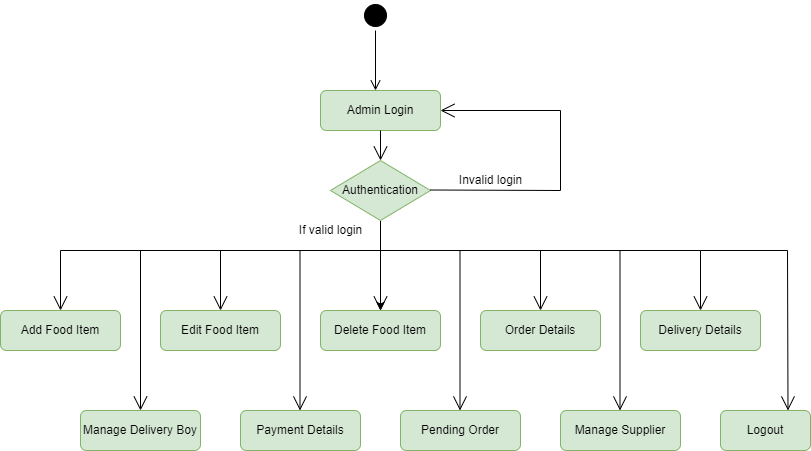 Admin Login
Authentication
Invalid login
If valid login
Add Food Item
Edit Food Item
Delete Food Item
Order Details
Delivery Details
Manage Delivery Boy
Payment Details
Pending Order
Manage Supplier
Logout